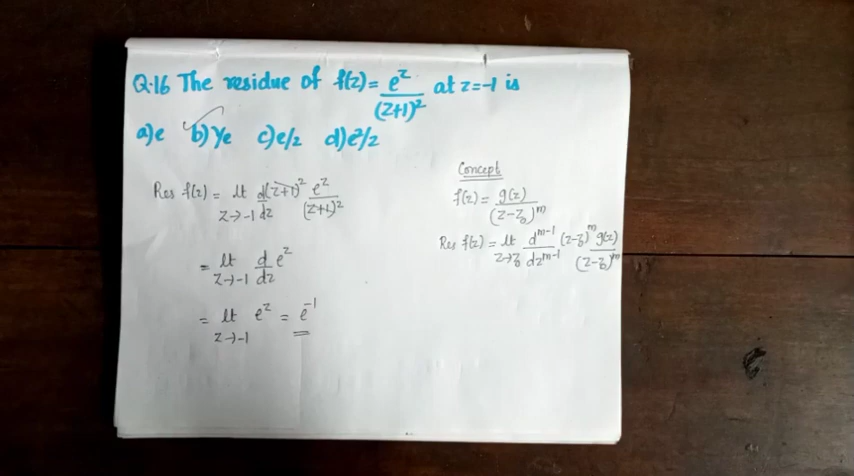 Q.16 The residue of f(z) = e^z/(z+1)^2 at z=-1 is
a) e b) 1/e c) e/2 d) e^2/2
Res f(z) = lt z→-1 d/dz (z+1)^2 e^z/(z+1)^2
= lt z→-1 d/dz e^z
= lt z→-1 e^z = e^-1
Concept
f(z) = g(z)/(z-z0)^m
Res f(z) = lt z→z0 d^m-1/dz^m-1 (z-z0)^m g(z)/(z-z0)^m